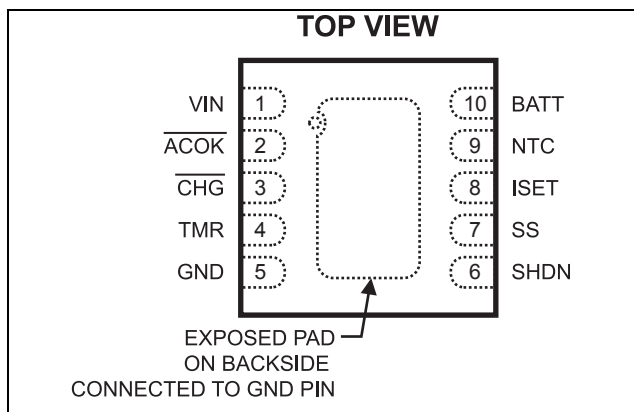 TOP VIEW
VIN 1 10 BATT
ACOK 2 9 NTC
CHG 3 8 ISET
TMR 4 7 SS
GND 5 6 SHDN
EXPOSED PAD
ON BACKSIDE
CONNECTED TO GND PIN